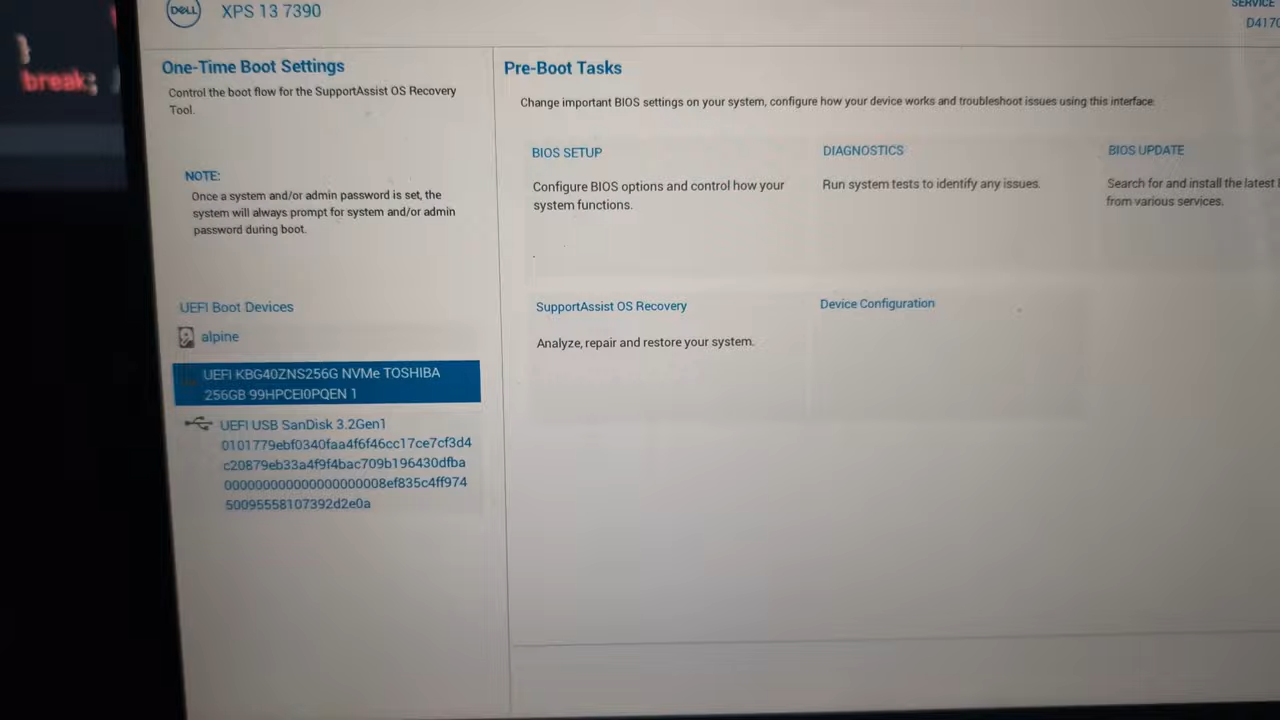 DELL
XPS 13 7390
SERVICE
D4170
}
break;
One-Time Boot Settings
Control the boot flow for the SupportAssist OS Recovery
Tool.
NOTE:
Once a system and/or admin password is set, the
system will always prompt for system and/or admin
password during boot.
UEFI Boot Devices
alpine
UEFI KBG40ZNS256G NVMe TOSHIBA
256GB 99HPCEI0PQEN 1
UEFI USB SanDisk 3.2Gen1
0101779ebf0340faa4f6f46cc17ce7cf3d4
c20879eb33a4f9f4bac709b196430dfba
000000000000000000008ef835c4ff974
50095558107392d2e0a
Pre-Boot Tasks
Change important BIOS settings on your system, configure how your device works and troubleshoot issues using this interface.
BIOS SETUP
Configure BIOS options and control how your
system functions.
DIAGNOSTICS
Run system tests to identify any issues.
BIOS UPDATE
Search for and install the latest
from various services.
SupportAssist OS Recovery
Analyze, repair and restore your system.
Device Configuration